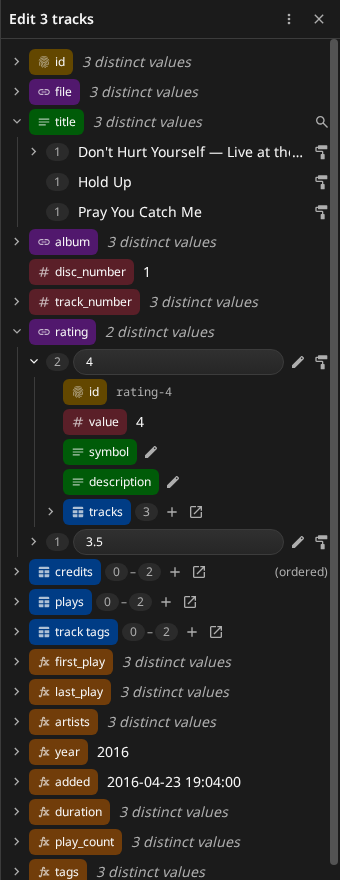 Edit 3 tracks
id 3 distinct values
file 3 distinct values
title 3 distinct values
1 Don't Hurt Yourself — Live at th…
1 Hold Up
1 Pray You Catch Me
album 3 distinct values
# disc_number 1
# track_number 3 distinct values
rating 2 distinct values
2 4
id rating-4
# value 4
symbol
description
tracks 3 +
1 3.5
credits 0 – 2 + (ordered)
plays 0 – 2 +
track tags 0 – 2 +
fx first_play 3 distinct values
fx last_play 3 distinct values
fx artists 3 distinct values
fx year 2016
fx added 2016-04-23 19:04:00
fx duration 3 distinct values
fx play_count 3 distinct values
fx tags 3 distinct values